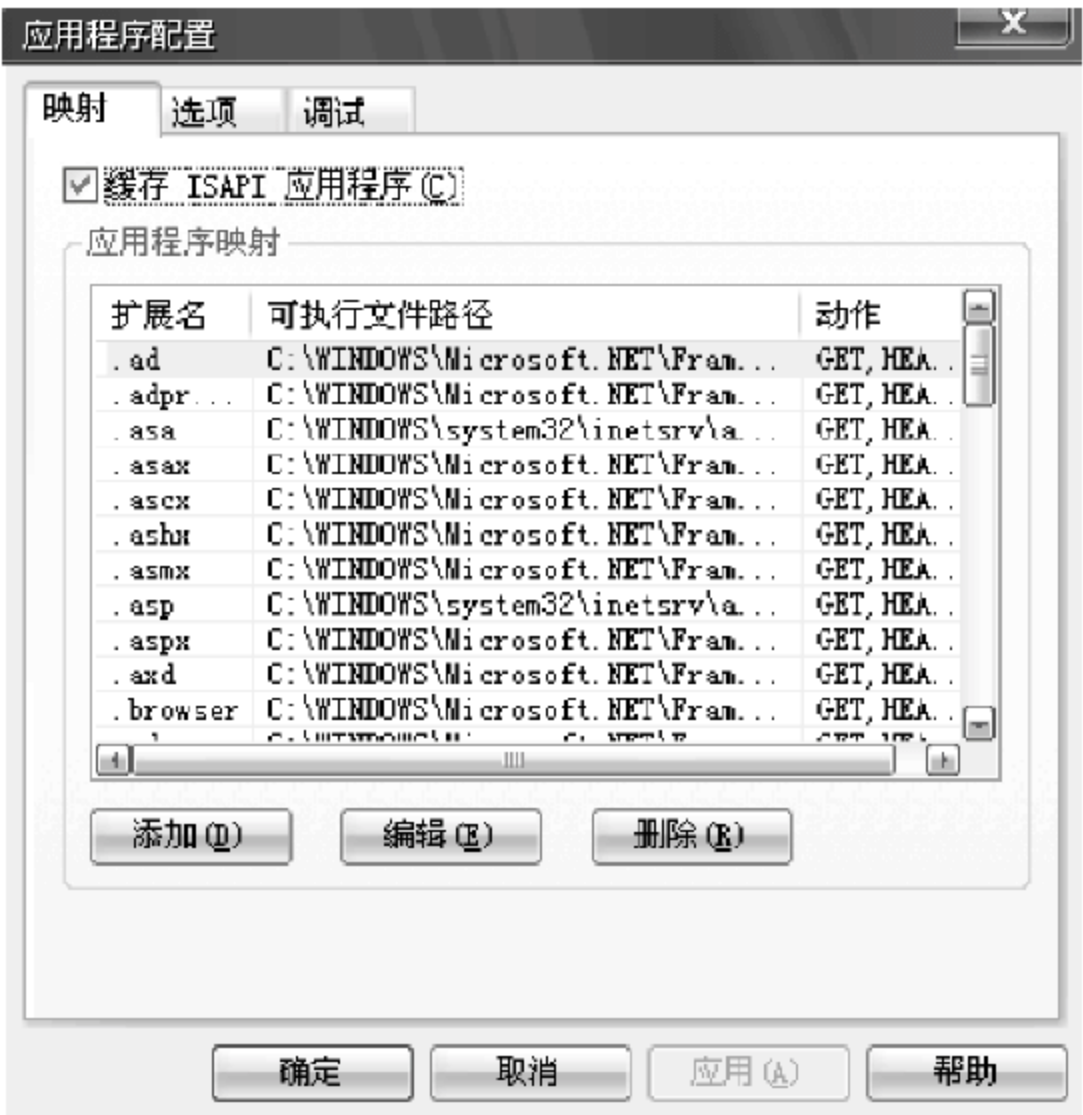 应用程序配置
映射 选项 调试
缓存 ISAPI 应用程序(C)
应用程序映射
扩展名 可执行文件路径 动作
.ad C:\WINDOWS\Microsoft.NET\Fram... GET,HEA..
.adpr... C:\WINDOWS\Microsoft.NET\Fram... GET,HEA..
.asa C:\WINDOWS\system32\inetsrv\a... GET,HEA..
.asax C:\WINDOWS\Microsoft.NET\Fram... GET,HEA..
.ascx C:\WINDOWS\Microsoft.NET\Fram... GET,HEA..
.ashx C:\WINDOWS\Microsoft.NET\Fram... GET,HEA..
.asmx C:\WINDOWS\Microsoft.NET\Fram... GET,HEA..
.asp C:\WINDOWS\system32\inetsrv\a... GET,HEA..
.aspx C:\WINDOWS\Microsoft.NET\Fram... GET,HEA..
.axd C:\WINDOWS\Microsoft.NET\Fram... GET,HEA..
.browser C:\WINDOWS\Microsoft.NET\Fram... GET,HEA..
添加(D) 编辑(E) 删除(R)
确定 取消 应用(A) 帮助